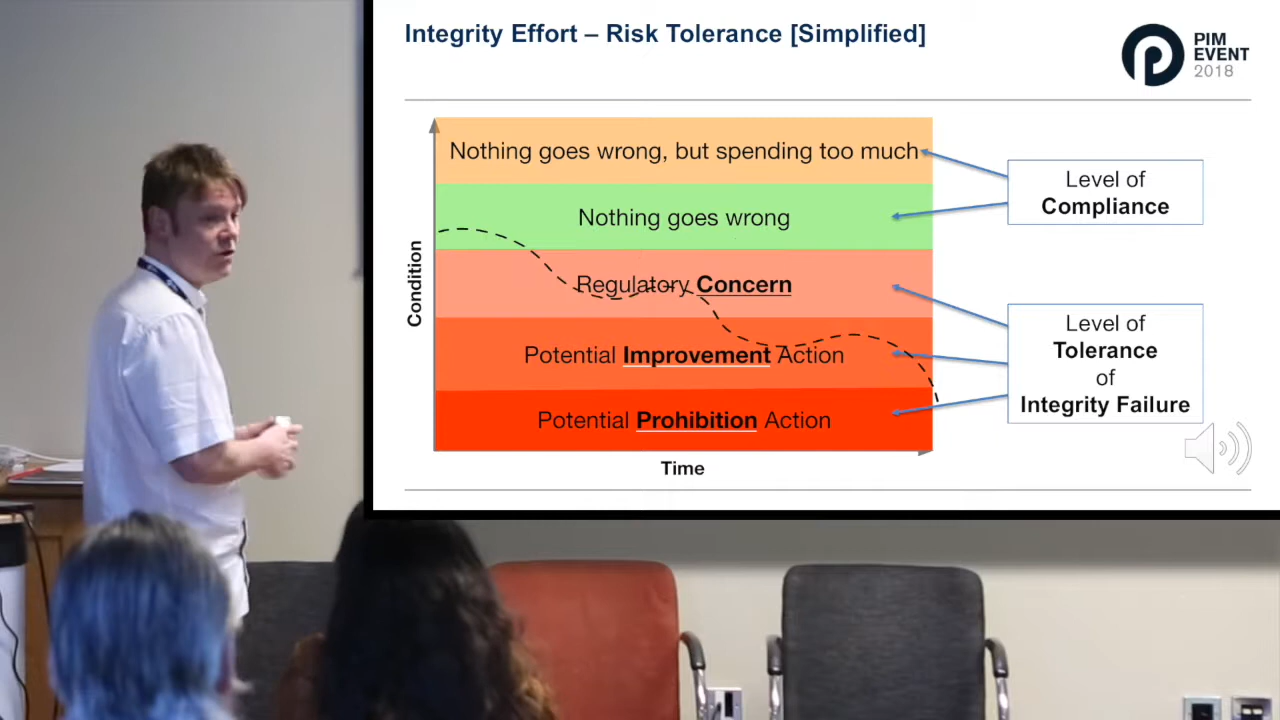 Integrity Effort – Risk Tolerance [Simplified]
PIM
EVENT
2018
Nothing goes wrong, but spending too much
Nothing goes wrong
Regulatory Concern
Potential Improvement Action
Potential Prohibition Action
Condition
Time
Level of
Compliance
Level of
Tolerance
of
Integrity Failure